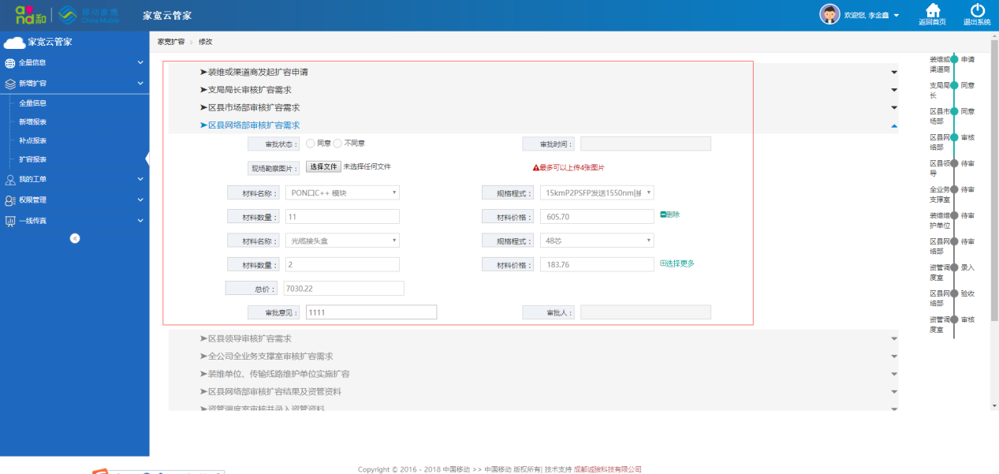 and和 移动家宽 China Mobile 家宽云管家 欢迎您, 李金鑫 返回首页 退出系统
家宽云管家
全量信息
新增扩容
全量信息
新增报表
补点报表
扩容报表
我的工单
权限管理
一线传真
家宽扩容 > 修改
➤装维或渠道商发起扩容申请
➤支局局长审核扩容需求
➤区县市场部审核扩容需求
➤区县网络部审核扩容需求
审批状态： 同意 不同意 审批时间：
现场勘察图片： 选择文件 未选择任何文件 最多可以上传4张图片
材料名称： PON口C++ 模块 规格程式： 15kmP2PSFP发送1550nm|接
材料数量： 11 材料价格： 605.70 删除
材料名称： 光缆接头盒 规格程式： 48芯
材料数量： 2 材料价格： 183.76 选择更多
总价： 7030.22
审批意见： 1111 审批人：
➤区县领导审核扩容需求
➤全公司全业务支撑室审核扩容需求
➤装维单位、传输线路维护单位实施扩容
➤区县网络部审核扩容结果及资管资料
➤资管调度室审核并录入资管资料
装维或渠道商 申请
支局局长 同意
区县市场部 同意
区县网络部 审核
区县领导 待审
全业务支撑室 待审
装维维护单位 待审
区县网络部 待审
资管调度室 录入
区县网络部 验收
资管调度室 审核
Copyright © 2016 - 2018 中国移动 >> 中国移动 版权所有| 技术支持 成都诚骏科技有限公司